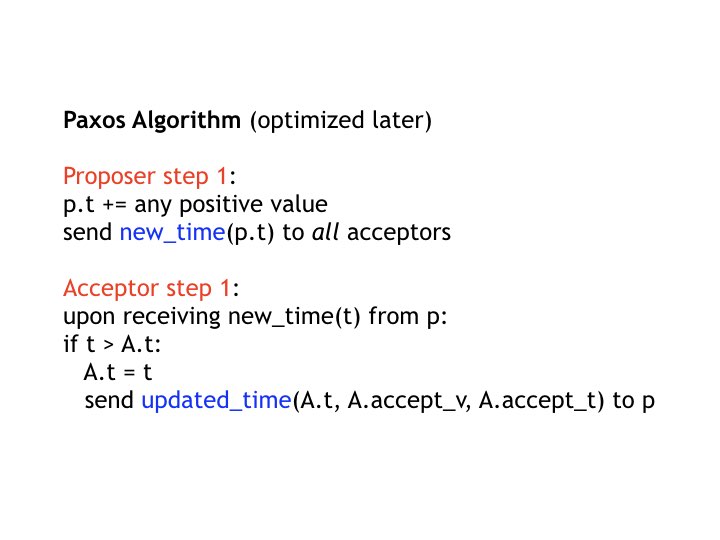 Paxos Algorithm (optimized later)
Proposer step 1:
p.t += any positive value
send new_time(p.t) to all acceptors
Acceptor step 1:
upon receiving new_time(t) from p:
if t > A.t:
A.t = t
send updated_time(A.t, A.accept_v, A.accept_t) to p